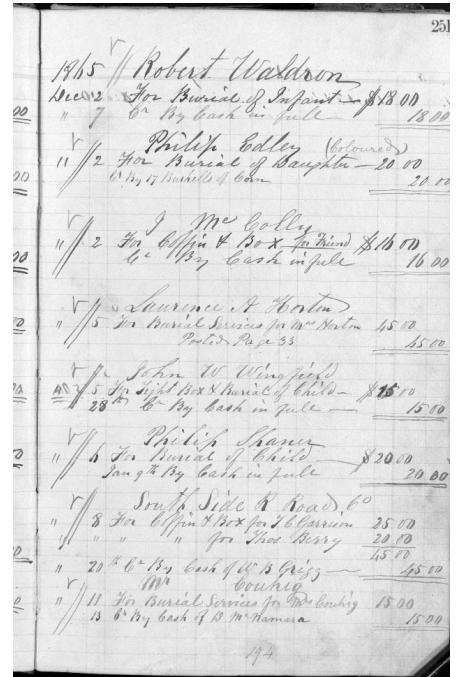 251
1865 // Robert Waldron
Dec 2 For Burial of Infant — $18 00
" 7 Cr By Cash in full 18 00
Philip Edley (Coloured)
" // 2 For Burial of Daughter — 20 00
Cr By 17 Bushells of Corn 20 00
J McColly
" // 2 For Coffin & Box for Friend $16 00
Cr By Cash in full 16 00
Laurence A Horton
" // 5 For Burial Services for Mrs Horton 45 00
Posted Page 33 45 00
John W Wingfield
// 5 For Tight Box & Burial of Child — $15 00
28th Cr By Cash in full — 15 00
Philip Shaner
" // 6 For Burial of Child — $20 00
Jan 9th By Cash in full 20 00
South Side R Road Co
" // 8 For Coffin & Box for J C Garrison 25 00
" " " for Thos Berry 20 00
45 00
" 20th Cr By Cash of W B Grigg — 45 00
Mr Couhig
" // 11 For Burial Services for Mrs Couhig 15 00
13 Cr By Cash of B McNamara 15 00
194